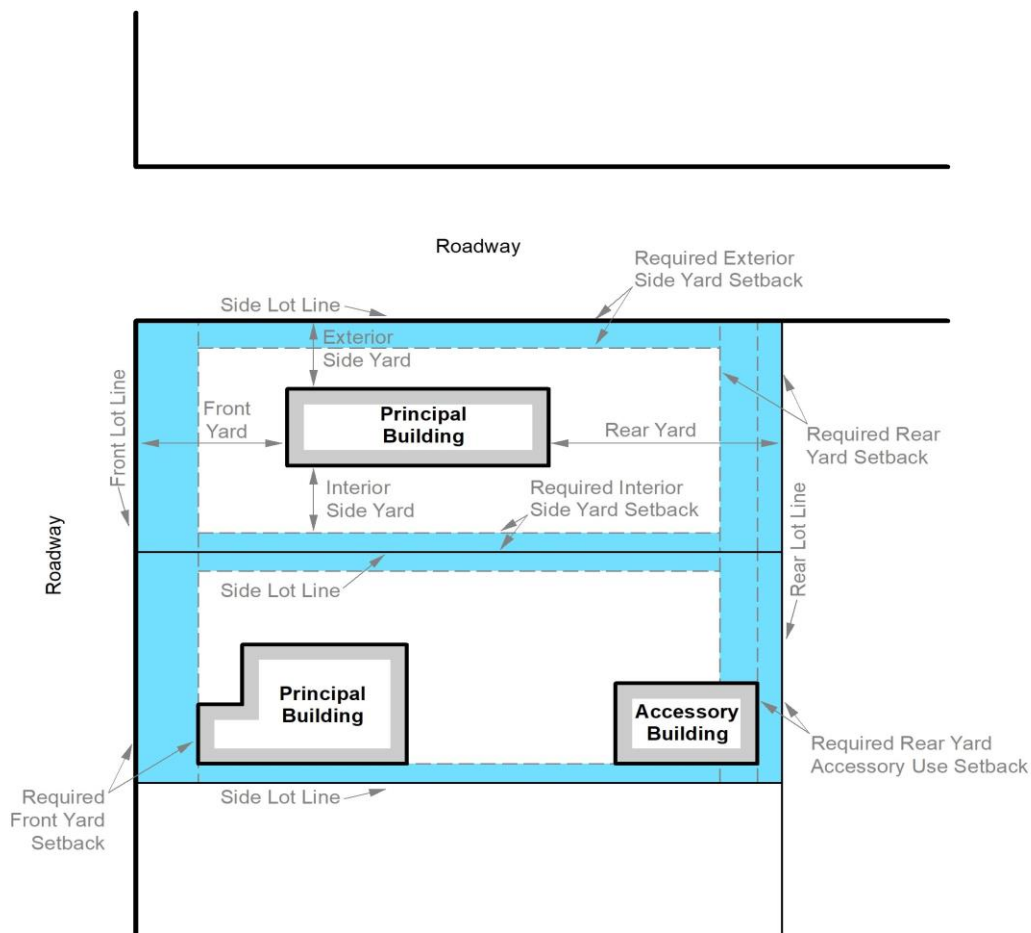 Roadway
Required Exterior
Side Yard Setback
Side Lot Line
Exterior
Side Yard
Front Lot Line
Front
Yard
Principal
Building
Rear Yard
Required Rear
Yard Setback
Interior
Side Yard
Required Interior
Side Yard Setback
Roadway
Rear Lot Line
Side Lot Line
Principal
Building
Accessory
Building
Required Rear Yard
Accessory Use Setback
Required
Front Yard
Setback
Side Lot Line